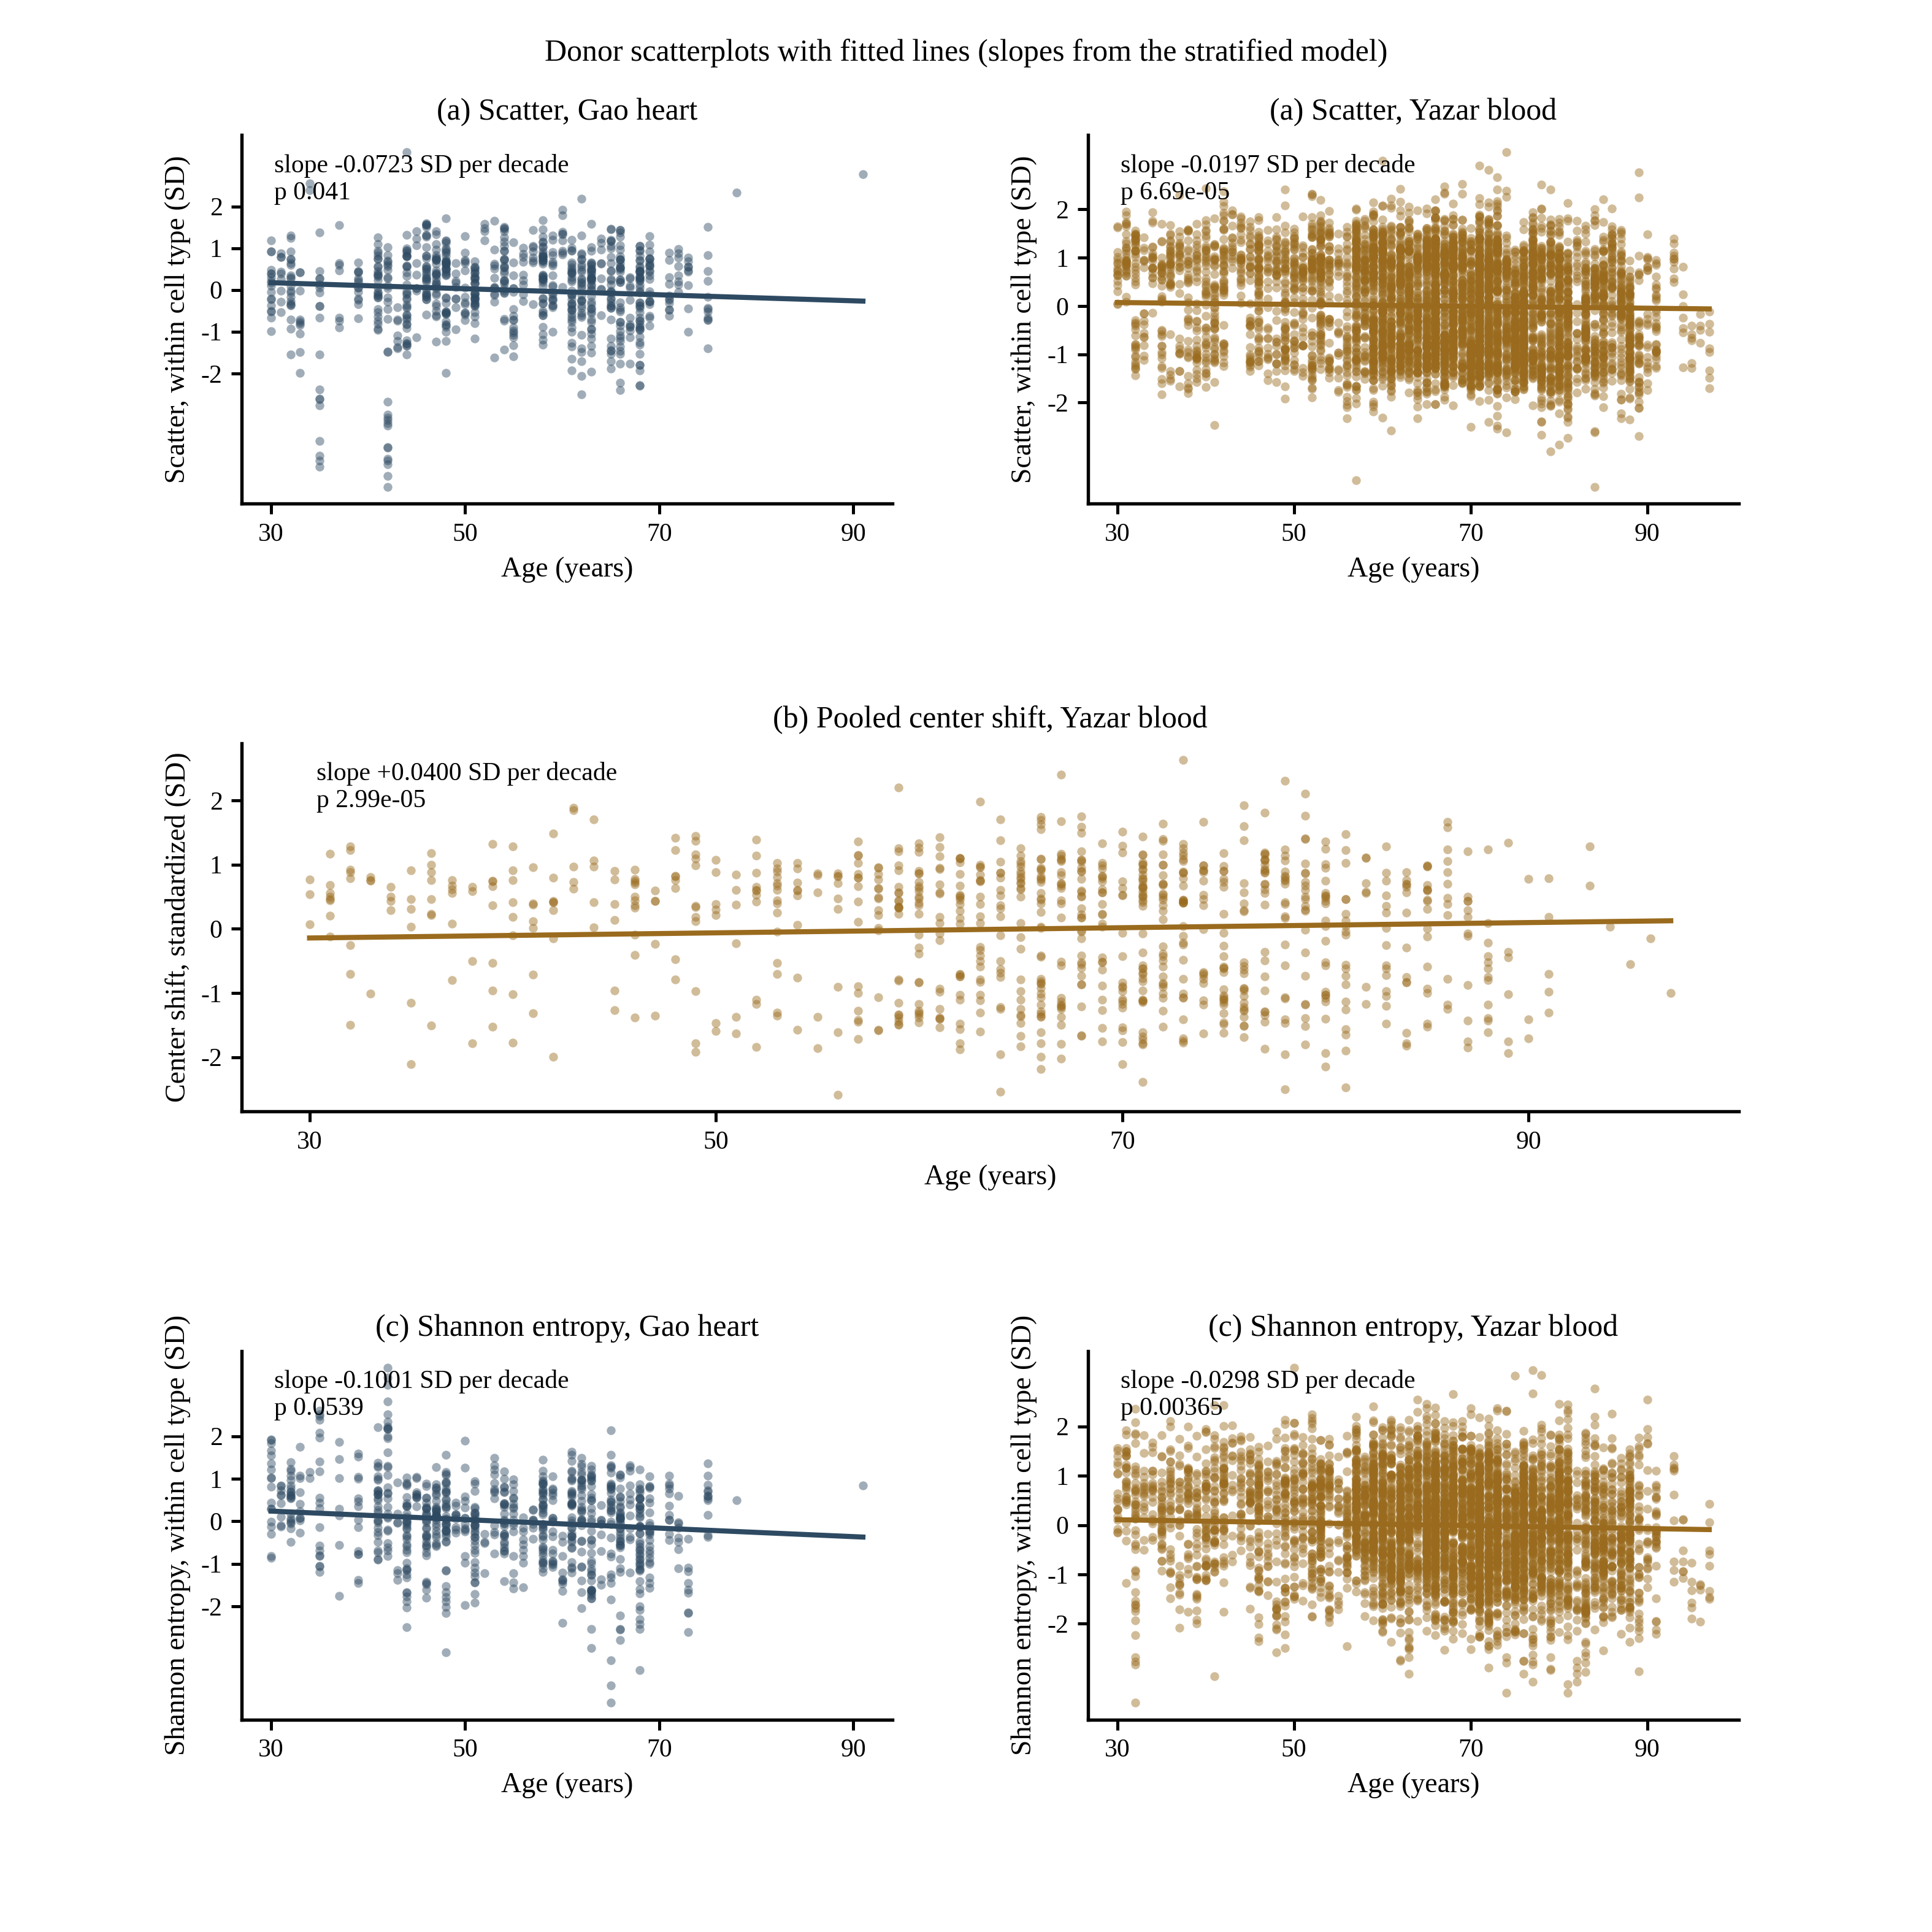 Donor scatterplots with fitted lines (slopes from the stratified model)
(a) Scatter, Gao heart
slope -0.0723 SD per decade
p 0.041
Scatter, within cell type (SD)
2
1
0
-1
-2
30 50 70 90
Age (years)
(a) Scatter, Yazar blood
slope -0.0197 SD per decade
p 6.69e-05
Scatter, within cell type (SD)
2
1
0
-1
-2
30 50 70 90
Age (years)
(b) Pooled center shift, Yazar blood
slope +0.0400 SD per decade
p 2.99e-05
Center shift, standardized (SD)
2
1
0
-1
-2
30 50 70 90
Age (years)
(c) Shannon entropy, Gao heart
slope -0.1001 SD per decade
p 0.0539
Shannon entropy, within cell type (SD)
2
1
0
-1
-2
30 50 70 90
Age (years)
(c) Shannon entropy, Yazar blood
slope -0.0298 SD per decade
p 0.00365
Shannon entropy, within cell type (SD)
2
1
0
-1
-2
30 50 70 90
Age (years)